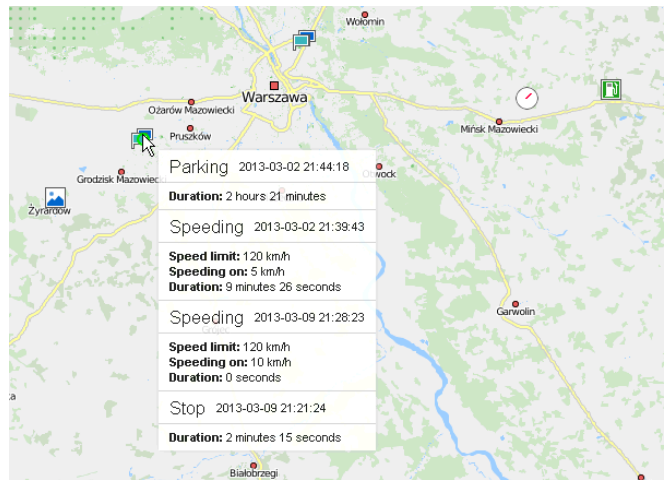 Wołomin
Warszawa
Ożarów Mazowiecki
Mińsk Mazowiecki
Pruszków
Otwock
Grodzisk Mazowiecki
Żyrardów
Parking 2013-03-02 21:44:18
Duration: 2 hours 21 minutes
Speeding 2013-03-02 21:39:43
Speed limit: 120 km/h
Speeding on: 5 km/h
Duration: 9 minutes 26 seconds
Speeding 2013-03-09 21:28:23
Speed limit: 120 km/h
Speeding on: 10 km/h
Duration: 0 seconds
Stop 2013-03-09 21:21:24
Duration: 2 minutes 15 seconds
Garwolin
Białobrzegi